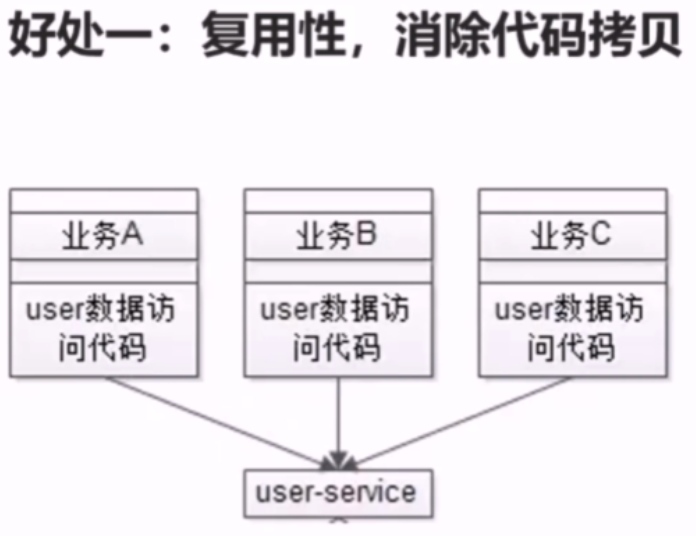 好处一：复用性，消除代码拷贝
业务A
业务B
业务C
user数据访
问代码
user数据访
问代码
user数据访
问代码
user-service